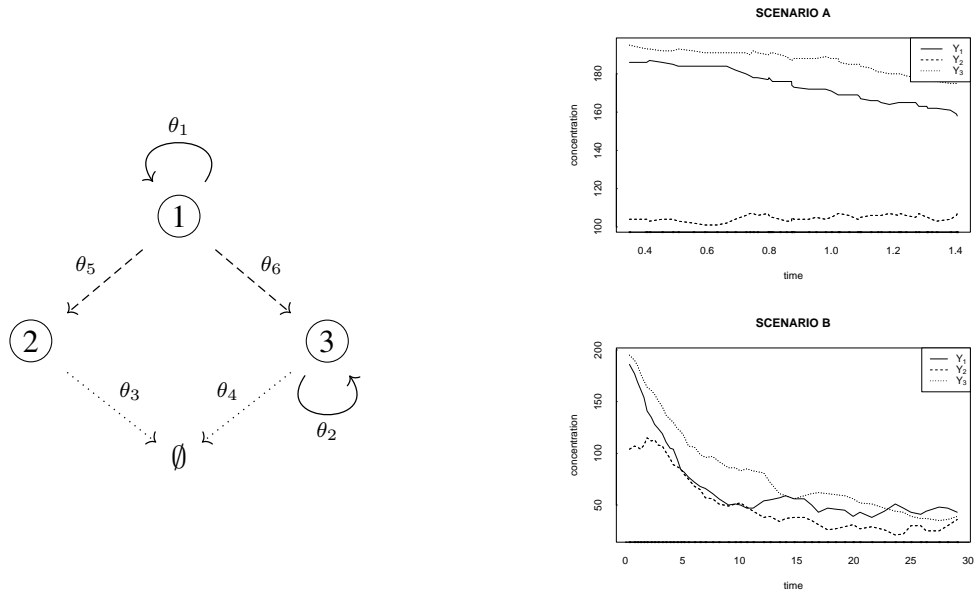 θ1
1
θ5
θ6
2
3
θ3
θ4
θ2
∅
SCENARIO A
Y1
Y2
Y3
concentration
100 120 140 160 180
0.4 0.6 0.8 1.0 1.2 1.4
time
SCENARIO B
Y1
Y2
Y3
concentration
50 100 150 200
0 5 10 15 20 25 30
time